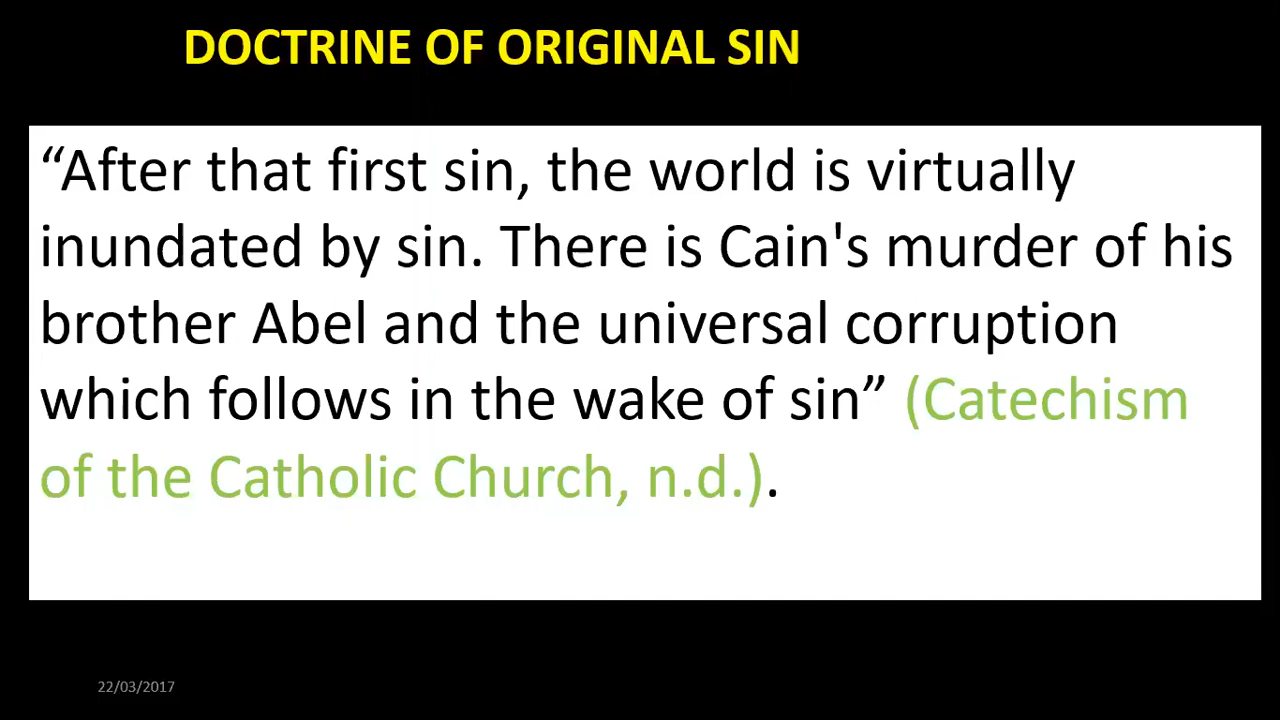 DOCTRINE OF ORIGINAL SIN
“After that first sin, the world is virtually
inundated by sin. There is Cain's murder of his
brother Abel and the universal corruption
which follows in the wake of sin” (Catechism
of the Catholic Church, n.d.).
22/03/2017